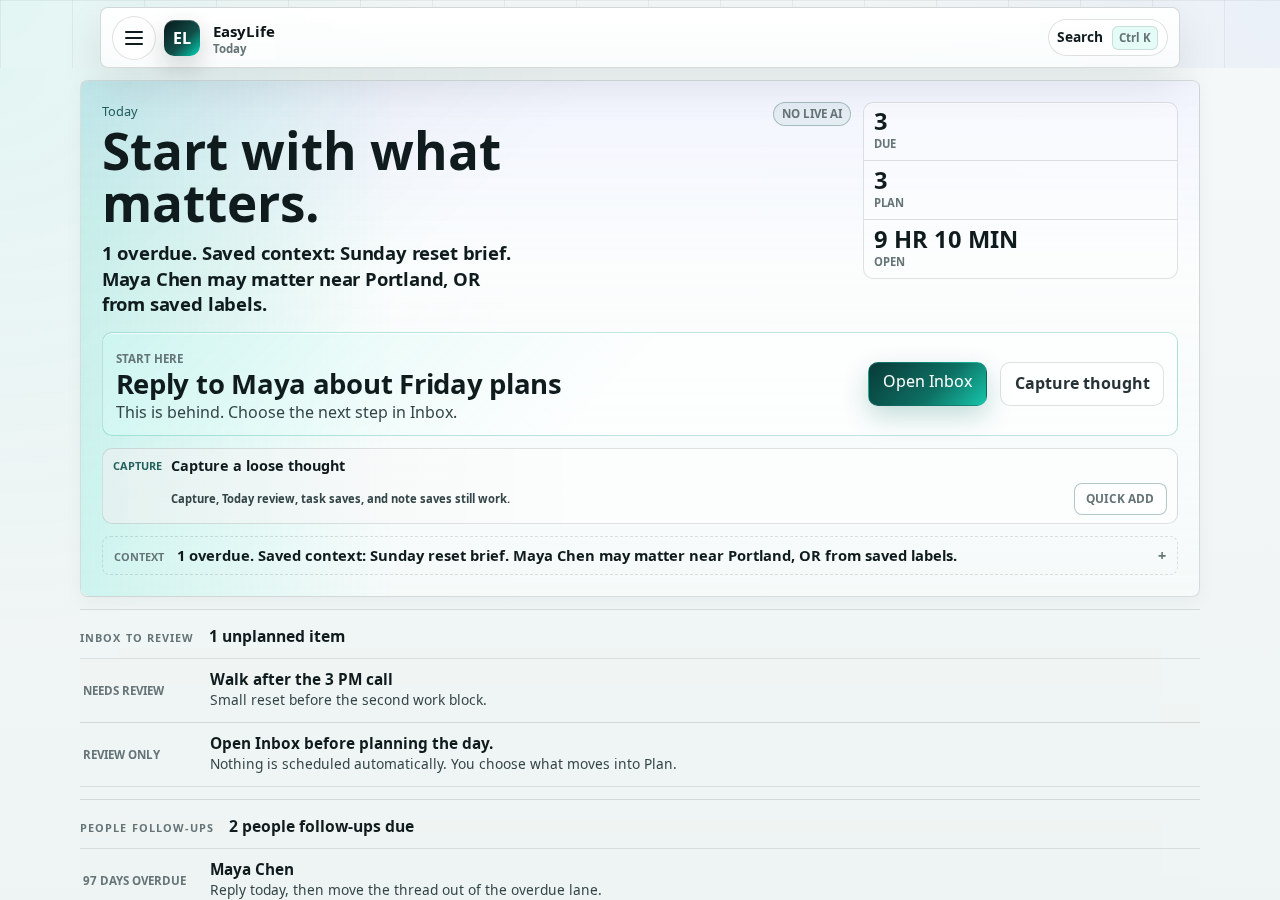 EL
EasyLife
Today
Search Ctrl K
Today
NO LIVE AI
Start with what
matters.
1 overdue. Saved context: Sunday reset brief.
Maya Chen may matter near Portland, OR
from saved labels.
3
DUE
3
PLAN
9 HR 10 MIN
OPEN
START HERE
Reply to Maya about Friday plans
This is behind. Choose the next step in Inbox.
Open Inbox
Capture thought
CAPTURE Capture a loose thought
Capture, Today review, task saves, and note saves still work.
QUICK ADD
CONTEXT 1 overdue. Saved context: Sunday reset brief. Maya Chen may matter near Portland, OR from saved labels. +
INBOX TO REVIEW 1 unplanned item
NEEDS REVIEW
Walk after the 3 PM call
Small reset before the second work block.
REVIEW ONLY
Open Inbox before planning the day.
Nothing is scheduled automatically. You choose what moves into Plan.
PEOPLE FOLLOW-UPS 2 people follow-ups due
97 DAYS OVERDUE
Maya Chen
Reply today, then move the thread out of the overdue lane.